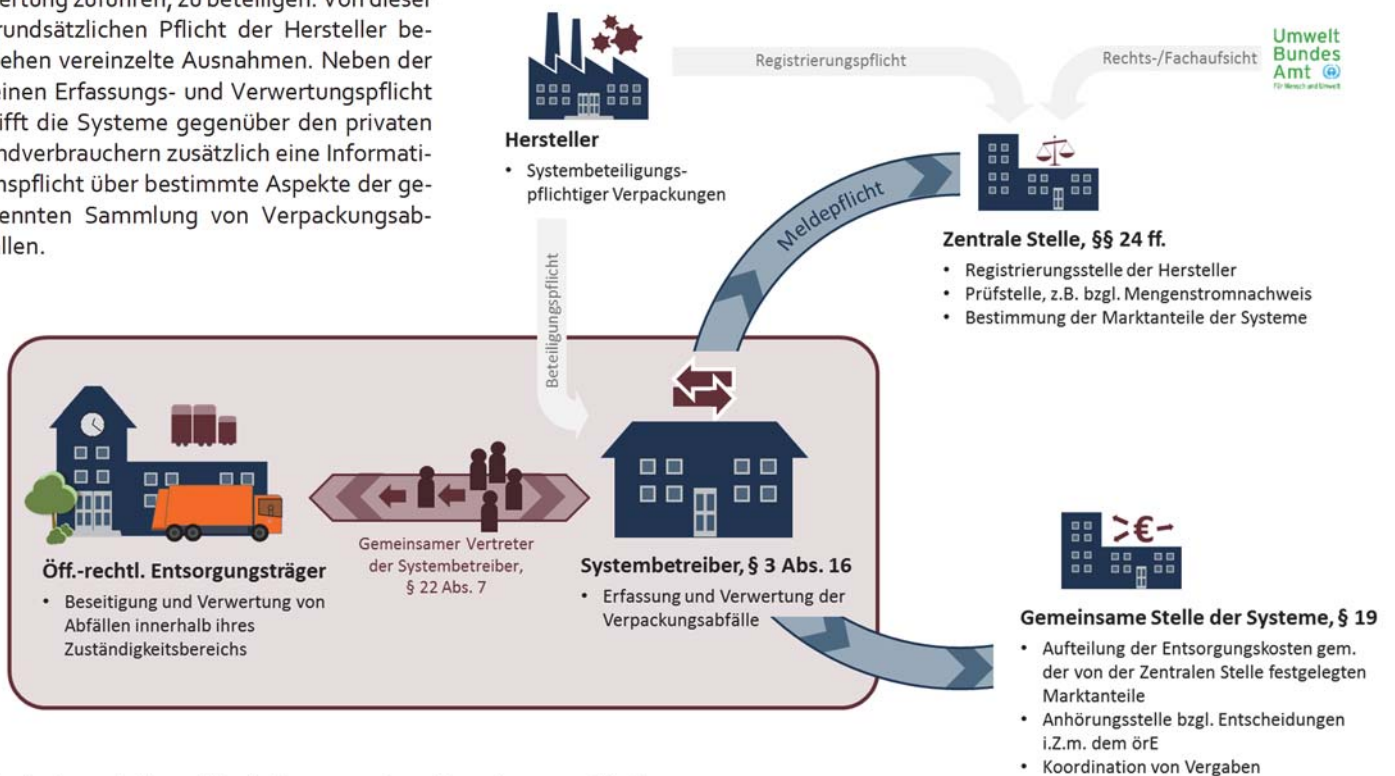 ertung zuführen, zu beteiligen. Von dieser
rundsätzlichen Pflicht der Hersteller be-
ehen vereinzelte Ausnahmen. Neben der
einen Erfassungs- und Verwertungspflicht
ifft die Systeme gegenüber den privaten
ndverbrauchern zusätzlich eine Informati-
nspflicht über bestimmte Aspekte der ge-
ennten Sammlung von Verpackungsab-
llen.
Registrierungspflicht
Rechts-/Fachaufsicht
Umwelt
Bundes
Amt
Für Mensch und Umwelt
Hersteller
• Systembeteiligungs-
pflichtiger Verpackungen
Beteiligungspflicht
Meldepflicht
Zentrale Stelle, §§ 24 ff.
• Registrierungsstelle der Hersteller
• Prüfstelle, z.B. bzgl. Mengenstromnachweis
• Bestimmung der Marktanteile der Systeme
Öff.-rechtl. Entsorgungsträger
• Beseitigung und Verwertung von
Abfällen innerhalb ihres
Zuständigkeitsbereichs
Gemeinsamer Vertreter
der Systembetreiber,
§ 22 Abs. 7
Systembetreiber, § 3 Abs. 16
• Erfassung und Verwertung der
Verpackungsabfälle
€
Gemeinsame Stelle der Systeme, § 19
• Aufteilung der Entsorgungskosten gem.
der von der Zentralen Stelle festgelegten
Marktanteile
• Anhörungsstelle bzgl. Entscheidungen
i.Z.m. dem örE
• Koordination von Vergaben